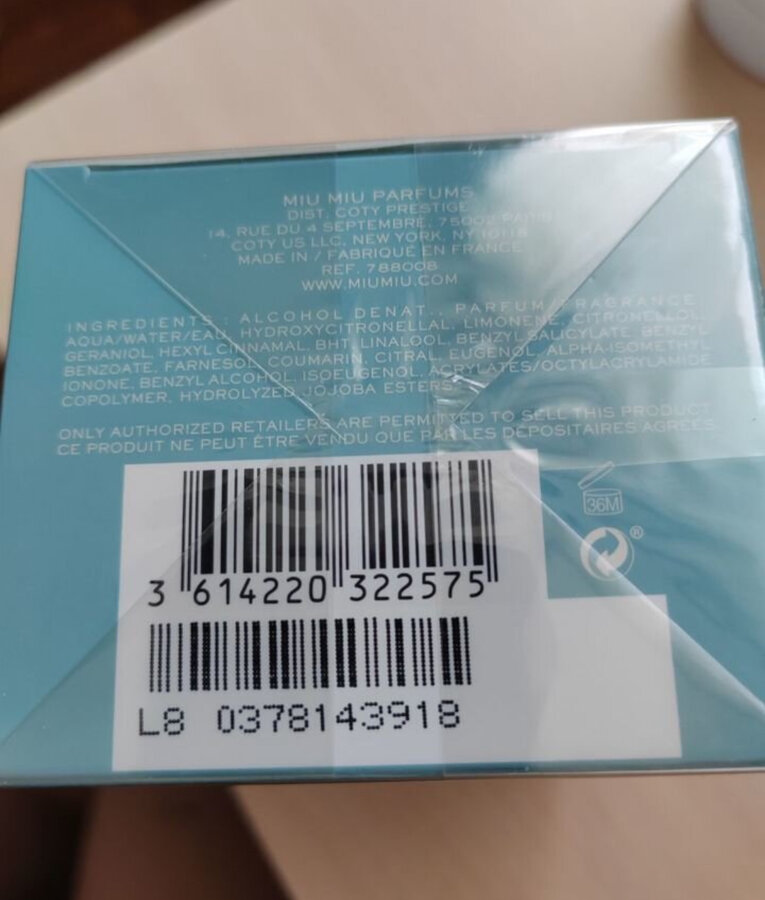 MIU MIU PARFUMS
DIST. COTY PRESTIGE
14, RUE DU 4 SEPTEMBRE, 75002 PARIS
COTY US LLC, NEW YORK, NY 10118
MADE IN / FABRIQUÉ EN FRANCE
REF. 788008
WWW.MIUMIU.COM
INGREDIENTS : ALCOHOL DENAT., PARFUM/FRAGRANCE,
AQUA/WATER/EAU, HYDROXYCITRONELLAL, LIMONENE, CITRONELLOL,
GERANIOL, HEXYL CINNAMAL, BHT, LINALOOL, BENZYL SALICYLATE, BENZYL
BENZOATE, FARNESOL, COUMARIN, CITRAL, EUGENOL, ALPHA-ISOMETHYL
IONONE, BENZYL ALCOHOL, ISOEUGENOL, ACRYLATES/OCTYLACRYLAMIDE
COPOLYMER, HYDROLYZED JOJOBA ESTERS
ONLY AUTHORIZED RETAILERS ARE PERMITTED TO SELL THIS PRODUCT
CE PRODUIT NE PEUT ÊTRE VENDU QUE PAR LES DÉPOSITAIRES AGRÉÉS
36M
®
3 614220 322575
L8 0378143918